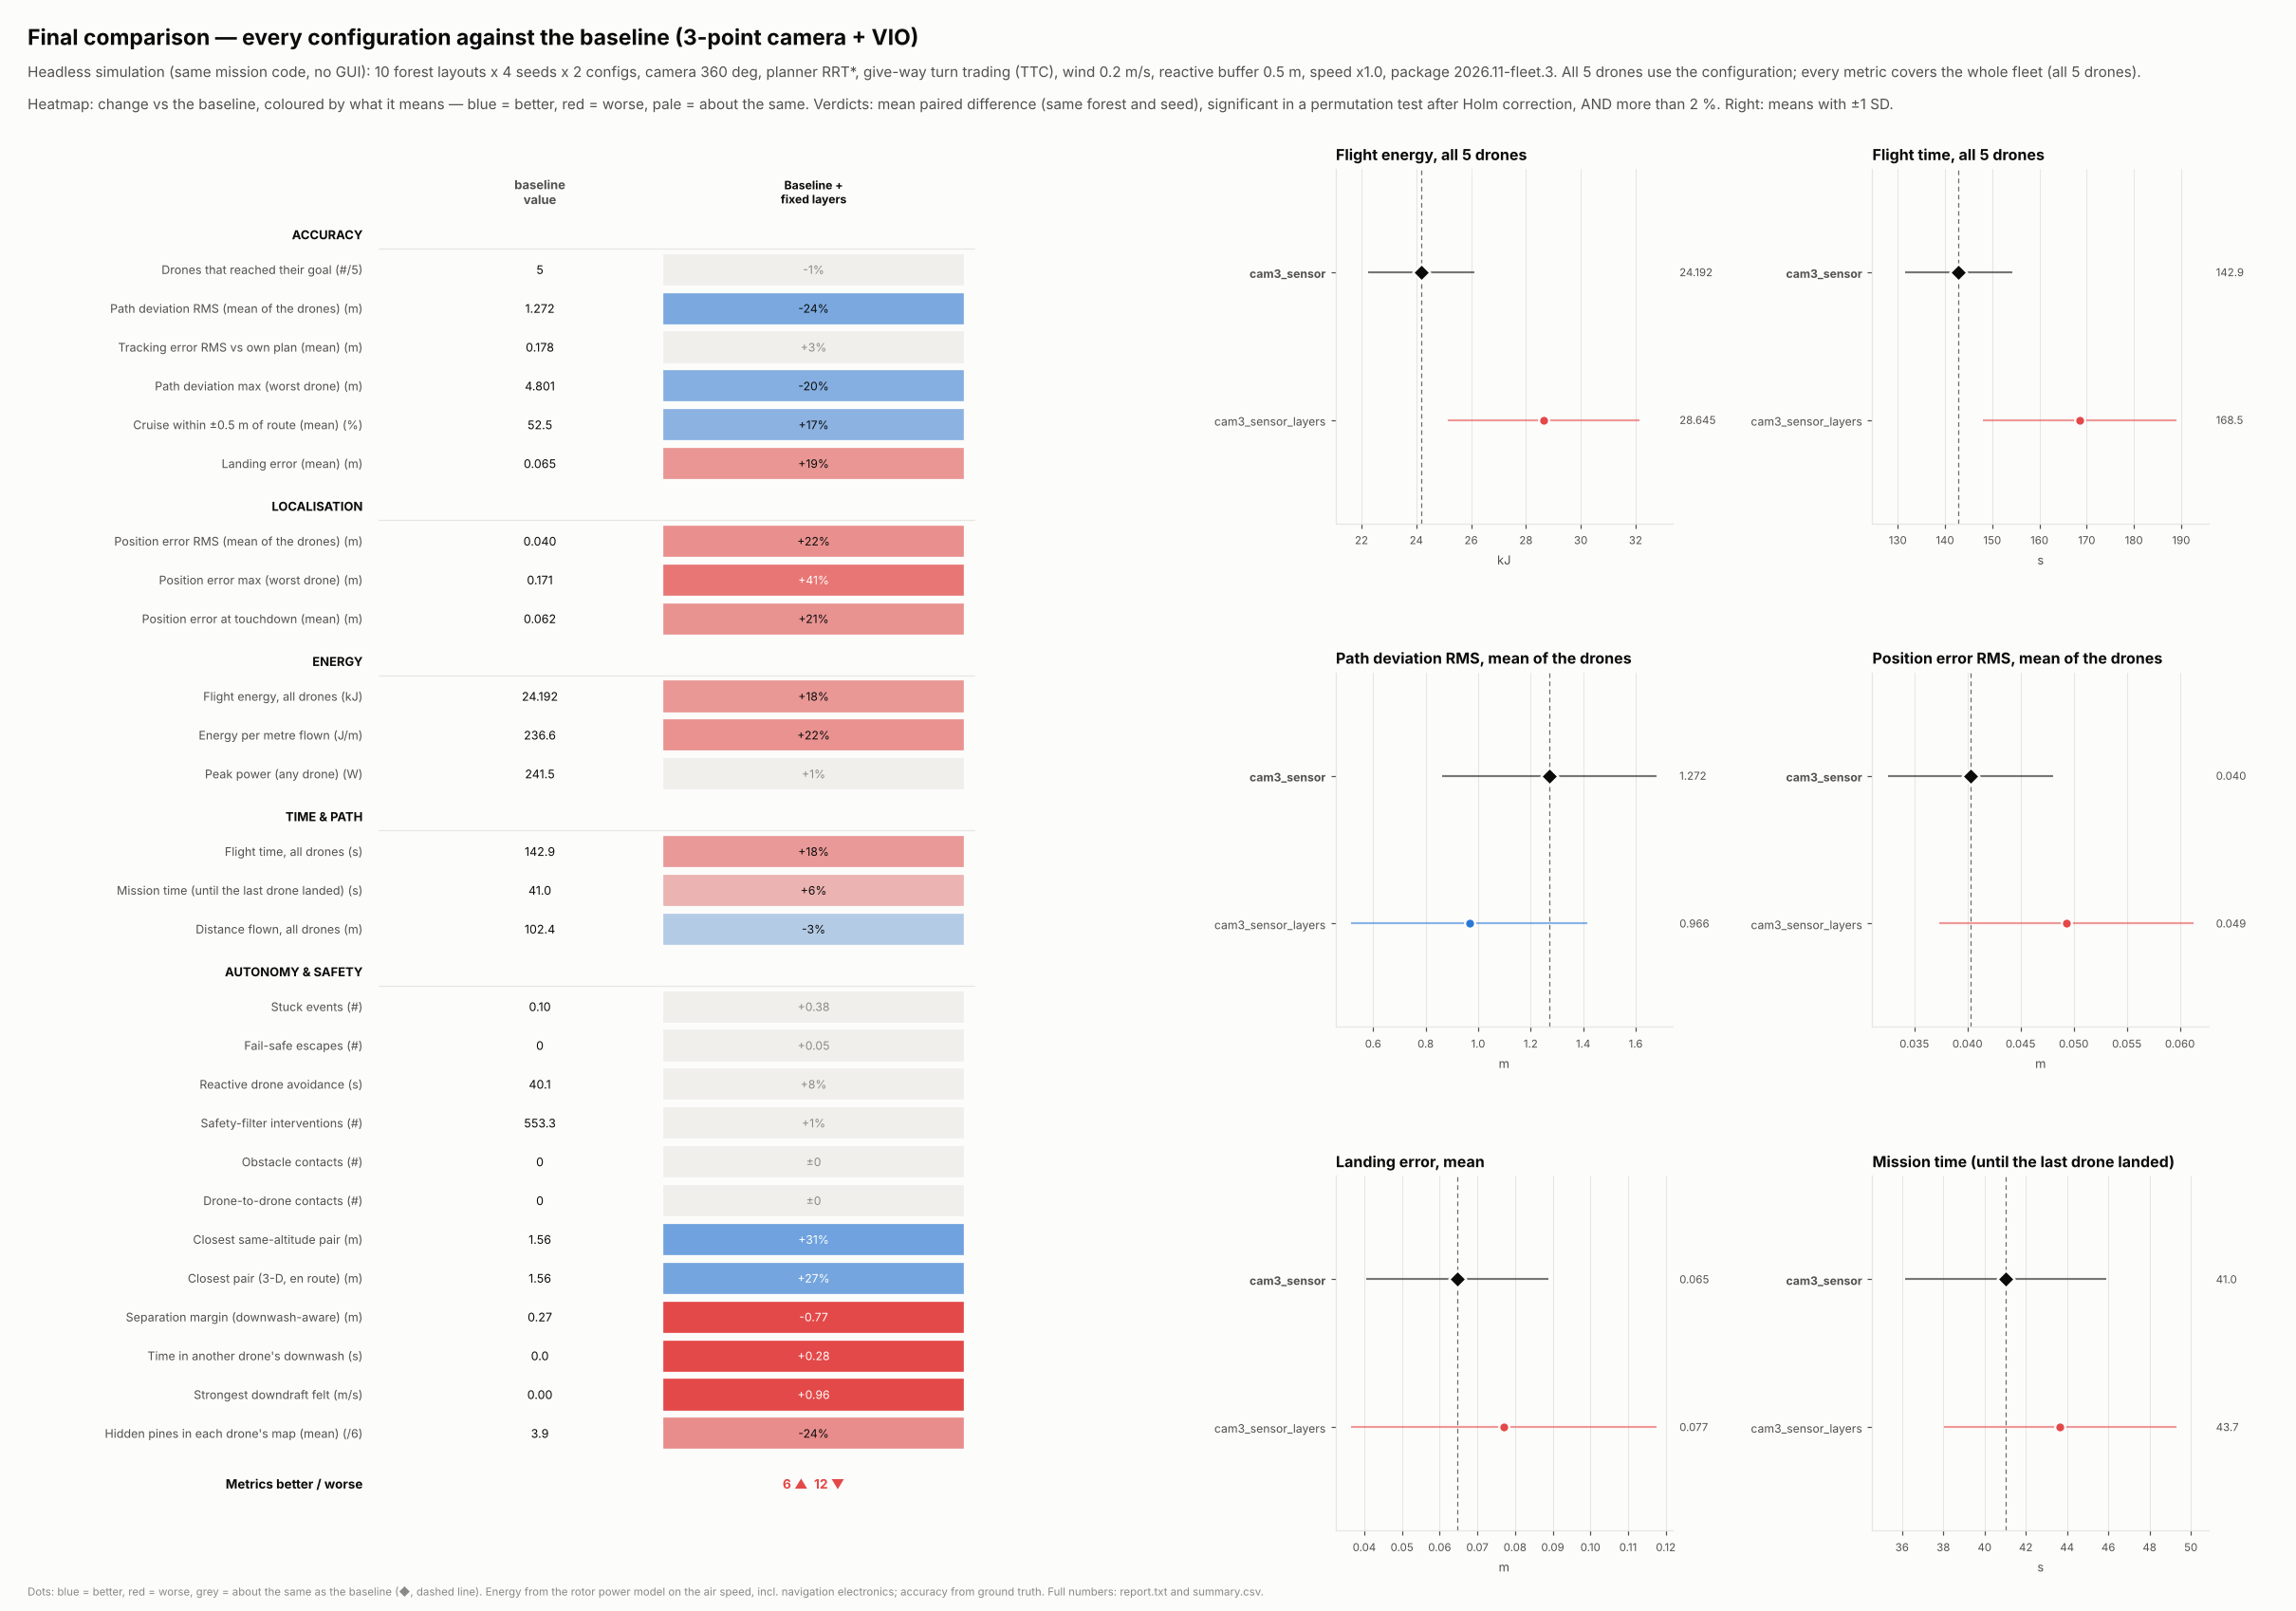 Final comparison — every configuration against the baseline (3-point camera + VIO)
Headless simulation (same mission code, no GUI): 10 forest layouts x 4 seeds x 2 configs, camera 360 deg, planner RRT*, give-way turn trading (TTC), wind 0.2 m/s, reactive buffer 0.5 m, speed x1.0, package 2026.11-fleet.3. All 5 drones use the configuration; every metric covers the whole fleet (all 5 drones).
Heatmap: change vs the baseline, coloured by what it means — blue = better, red = worse, pale = about the same. Verdicts: mean paired difference (same forest and seed), significant in a permutation test after Holm correction, AND more than 2 %. Right: means with ±1 SD.
baseline
value
Baseline +
fixed layers
ACCURACY
Drones that reached their goal (#/5) 5 -1%
Path deviation RMS (mean of the drones) (m) 1.272 -24%
Tracking error RMS vs own plan (mean) (m) 0.178 +3%
Path deviation max (worst drone) (m) 4.801 -20%
Cruise within ±0.5 m of route (mean) (%) 52.5 +17%
Landing error (mean) (m) 0.065 +19%
LOCALISATION
Position error RMS (mean of the drones) (m) 0.040 +22%
Position error max (worst drone) (m) 0.171 +41%
Position error at touchdown (mean) (m) 0.062 +21%
ENERGY
Flight energy, all drones (kJ) 24.192 +18%
Energy per metre flown (J/m) 236.6 +22%
Peak power (any drone) (W) 241.5 +1%
TIME & PATH
Flight time, all drones (s) 142.9 +18%
Mission time (until the last drone landed) (s) 41.0 +6%
Distance flown, all drones (m) 102.4 -3%
AUTONOMY & SAFETY
Stuck events (#) 0.10 +0.38
Fail-safe escapes (#) 0 +0.05
Reactive drone avoidance (s) 40.1 +8%
Safety-filter interventions (#) 553.3 +1%
Obstacle contacts (#) 0 ±0
Drone-to-drone contacts (#) 0 ±0
Closest same-altitude pair (m) 1.56 +31%
Closest pair (3-D, en route) (m) 1.56 +27%
Separation margin (downwash-aware) (m) 0.27 -0.77
Time in another drone's downwash (s) 0.0 +0.28
Strongest downdraft felt (m/s) 0.00 +0.96
Hidden pines in each drone's map (mean) (/6) 3.9 -24%
Metrics better / worse 6 ▲ 12 ▼
Flight energy, all 5 drones
cam3_sensor 24.192
cam3_sensor_layers 28.645
22 24 26 28 30 32
kJ
Flight time, all 5 drones
cam3_sensor 142.9
cam3_sensor_layers 168.5
130 140 150 160 170 180 190
s
Path deviation RMS, mean of the drones
cam3_sensor 1.272
cam3_sensor_layers 0.966
0.6 0.8 1.0 1.2 1.4 1.6
m
Position error RMS, mean of the drones
cam3_sensor 0.040
cam3_sensor_layers 0.049
0.035 0.040 0.045 0.050 0.055 0.060
m
Landing error, mean
cam3_sensor 0.065
cam3_sensor_layers 0.077
0.04 0.05 0.06 0.07 0.08 0.09 0.10 0.11 0.12
m
Mission time (until the last drone landed)
cam3_sensor 41.0
cam3_sensor_layers 43.7
36 38 40 42 44 46 48 50
s
Dots: blue = better, red = worse, grey = about the same as the baseline (◆, dashed line). Energy from the rotor power model on the air speed, incl. navigation electronics; accuracy from ground truth. Full numbers: report.txt and summary.csv.